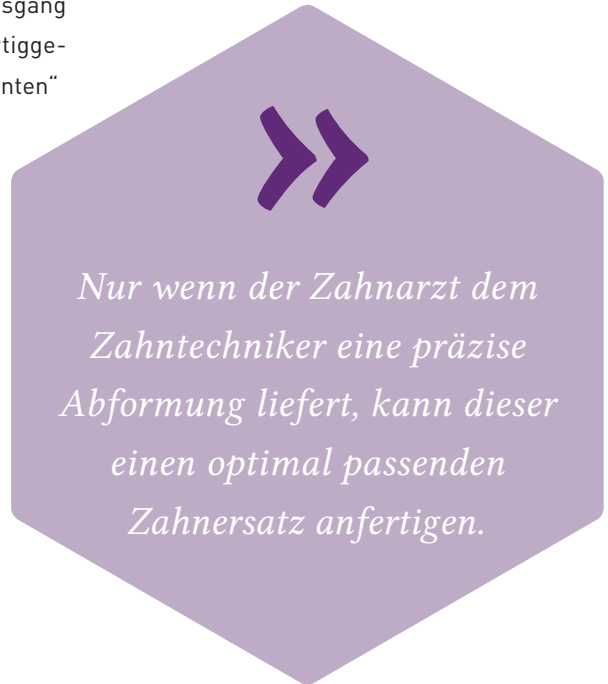 sgang
tigge-
nten“
»
Nur wenn der Zahnarzt dem
Zahntechniker eine präzise
Abformung liefert, kann dieser
einen optimal passenden
Zahnersatz anfertigen.